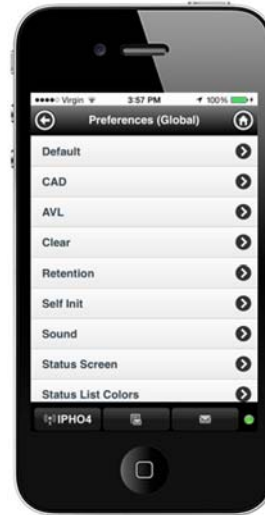 Virgin 3:57 PM 100%
Preferences (Global)
Default
CAD
AVL
Clear
Retention
Self Init
Sound
Status Screen
Status List Colors
IPHO4